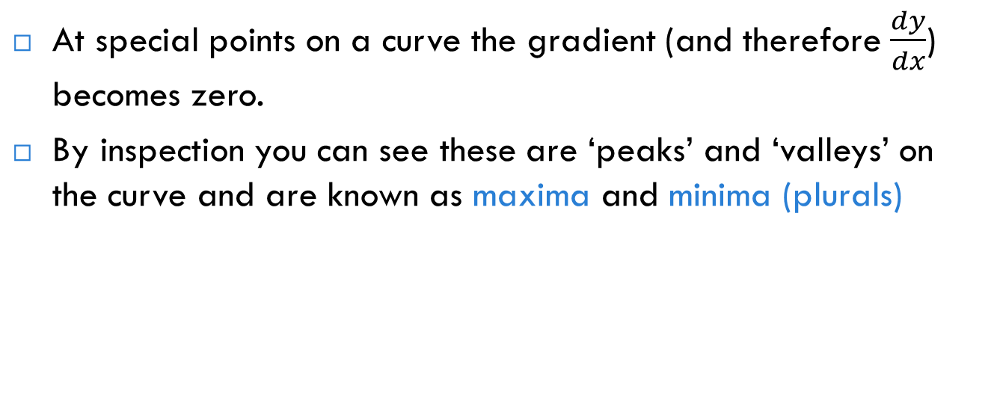 □ At special points on a curve the gradient (and therefore dy/dx)
becomes zero.
□ By inspection you can see these are ‘peaks’ and ‘valleys’ on
the curve and are known as maxima and minima (plurals)